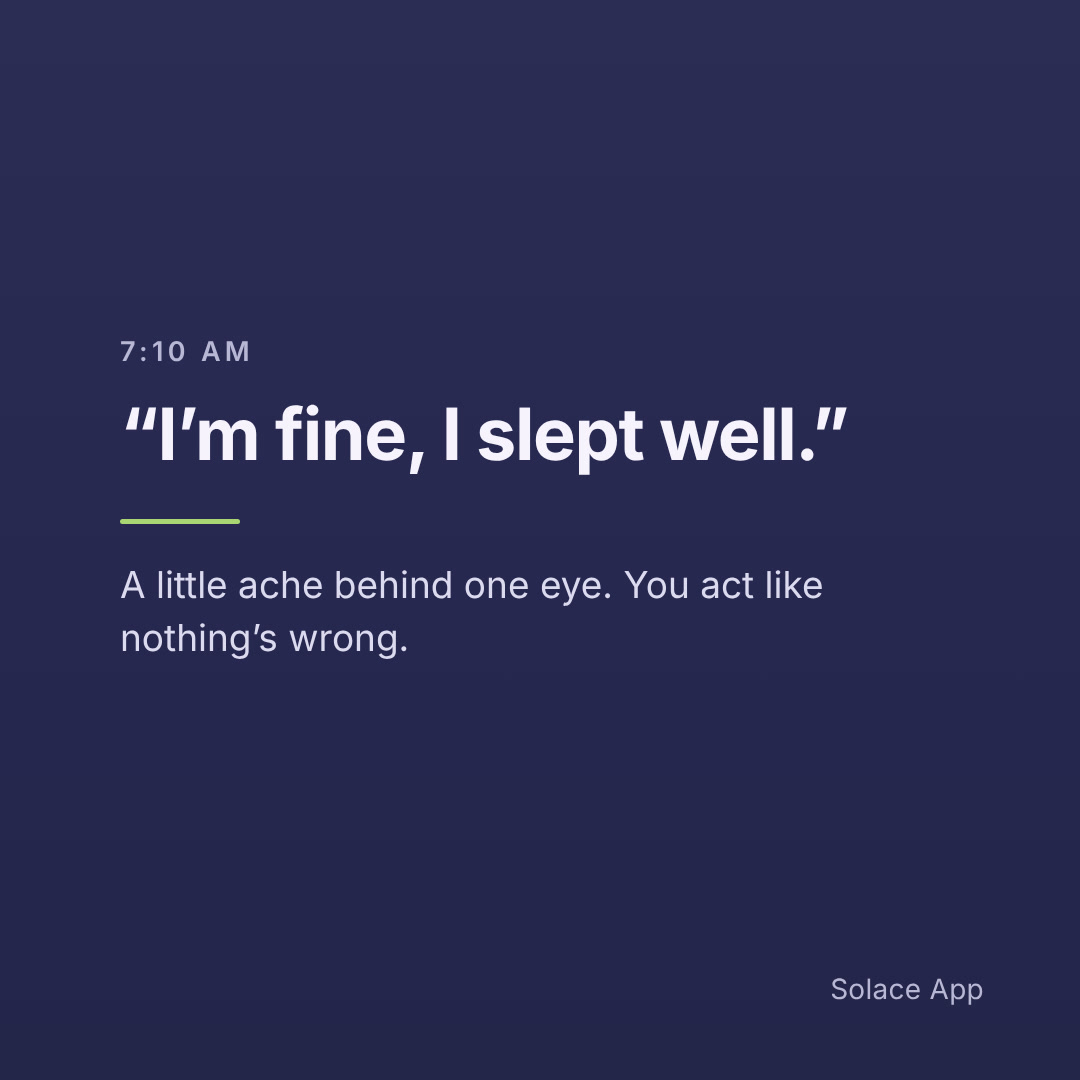 7:10 AM
“I’m fine, I slept well.”
A little ache behind one eye. You act like
nothing’s wrong.
Solace App